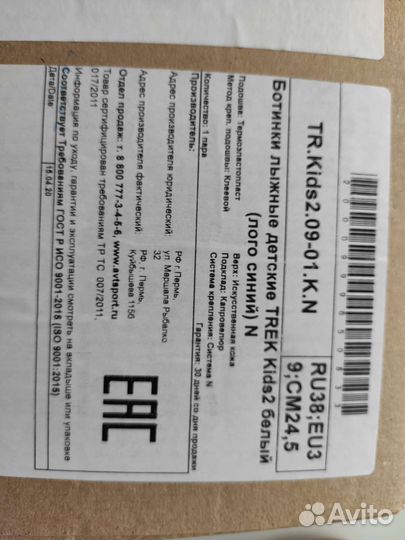 TR.Kids2.09-01.K.N
RU38;EU3
9;CM24,5
Ботинки лыжные детские TREK Kids2 белый
(лого синий) N
Подошва: Термоэластопласт
Метод креп. подошвы: Клеевой
Количество: 1 пара
Верх: Искусственная кожа
Подклад: Капровелюр
Система крепления: Система N
Гарантия: 30 дней со дня продажи
Производитель:
Адрес производителя юридический:
РФ г.Пермь,
ул. Маршала Рыбалко
32
Адрес производителя фактический:
РФ, г. Пермь,
Куйбышева 115б
Отдел продаж: т. 8 800 777-3-4-5-6, www.avtsport.ru
Товар сертифицирован требованиям ТР ТС 007/2011,
017/2011
EAC
Информация по уходу, гарантии и эксплуатации смотреть на вкладыше или упаковке
Соответствует Требованиям ГОСТ Р ИСО 9001-2015 (ISO 9001:2015)
Дата/Date
15.04.20
Avito